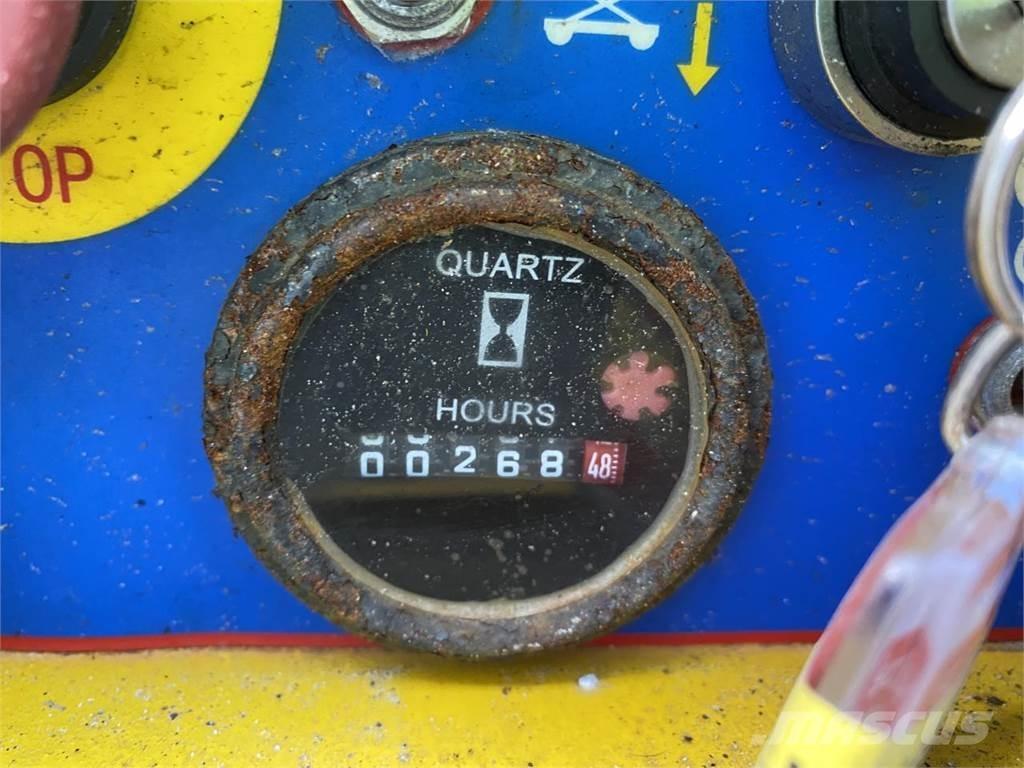 OP
QUARTZ
HOURS
00268 48
MASCUS